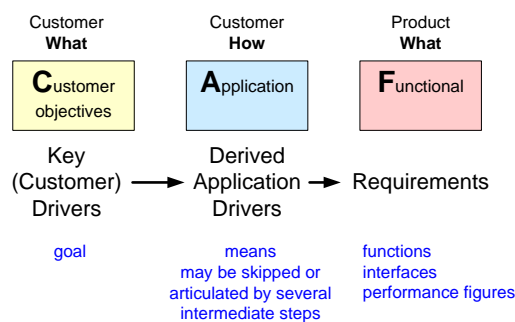 Customer
What
Customer
How
Product
What
Customer
objectives
Application
Functional
Key
(Customer)
Drivers
Derived
Application
Drivers
Requirements
goal
means
may be skipped or
articulated by several
intermediate steps
functions
interfaces
performance figures